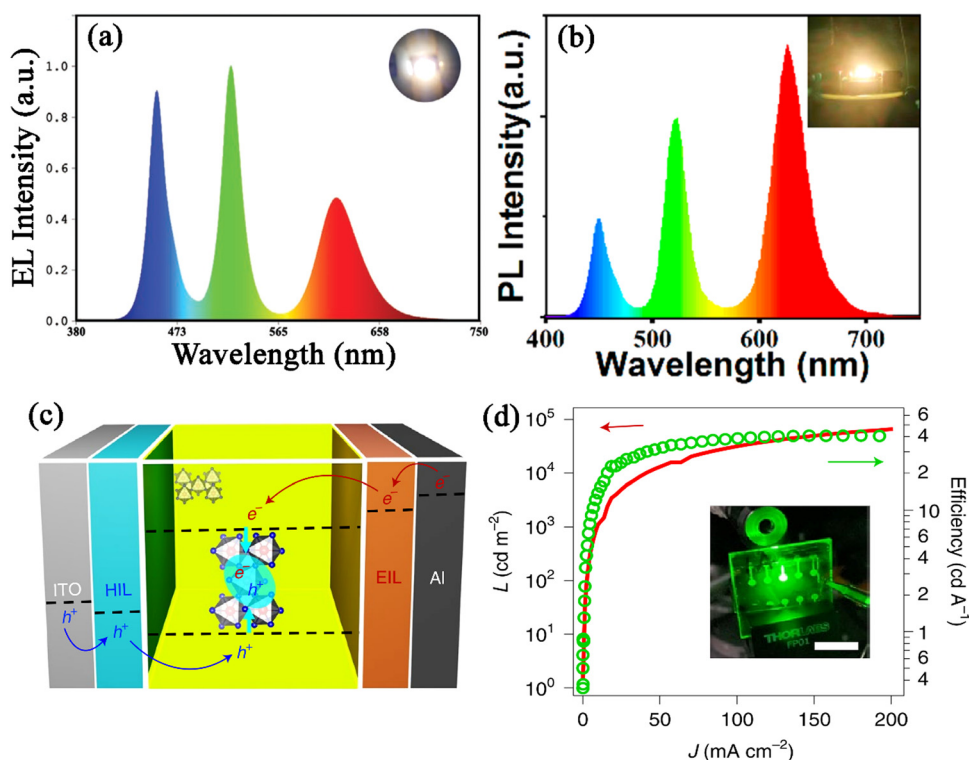 (a)
EL Intensity (a.u.)
1.0
0.8
0.6
0.4
0.2
0.0
380 473 565 658 750
Wavelength (nm)
(b)
PL Intensity(a.u.)
400 500 600 700
Wavelength (nm)
(c)
ITO
h⁺
HIL
h⁺
e⁻
e⁻
h⁺
h⁺
e⁻
EIL
e⁻
Al
(d)
L (cd m⁻²)
10⁵
10⁴
10³
10²
10¹
10⁰
0 50 100 150 200
J (mA cm⁻²)
Efficiency (cd A⁻¹)
6
4
2
10
6
4
2
1
6
4
THORLABS
FP01